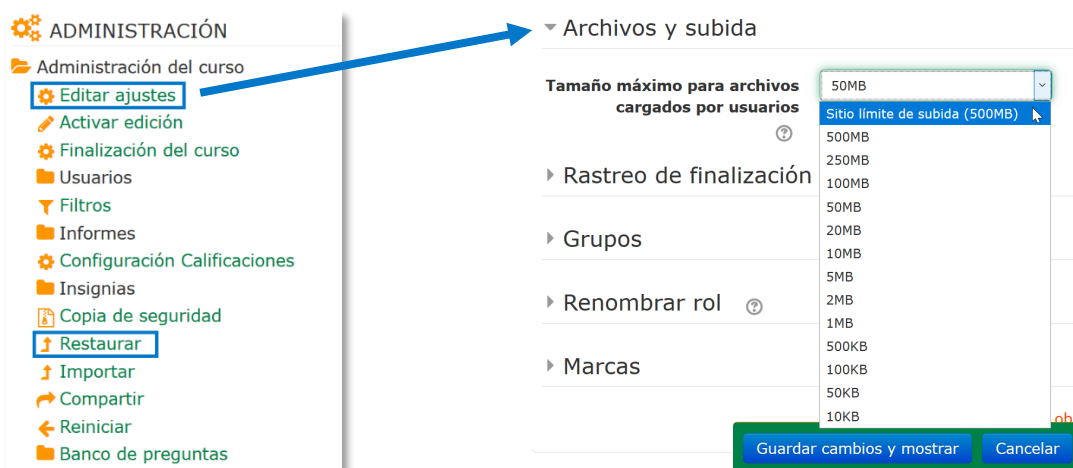 ADMINISTRACIÓN
Administración del curso
Editar ajustes
Activar edición
Finalización del curso
Usuarios
Filtros
Informes
Configuración Calificaciones
Insignias
Copia de seguridad
Restaurar
Importar
Compartir
Reiniciar
Banco de preguntas
Archivos y subida
Tamaño máximo para archivos
cargados por usuarios
50MB
Sitio límite de subida (500MB)
500MB
250MB
100MB
50MB
20MB
10MB
5MB
2MB
1MB
500KB
100KB
50KB
10KB
Rastreo de finalización
Grupos
Renombrar rol
Marcas
ob
Guardar cambios y mostrar
Cancelar